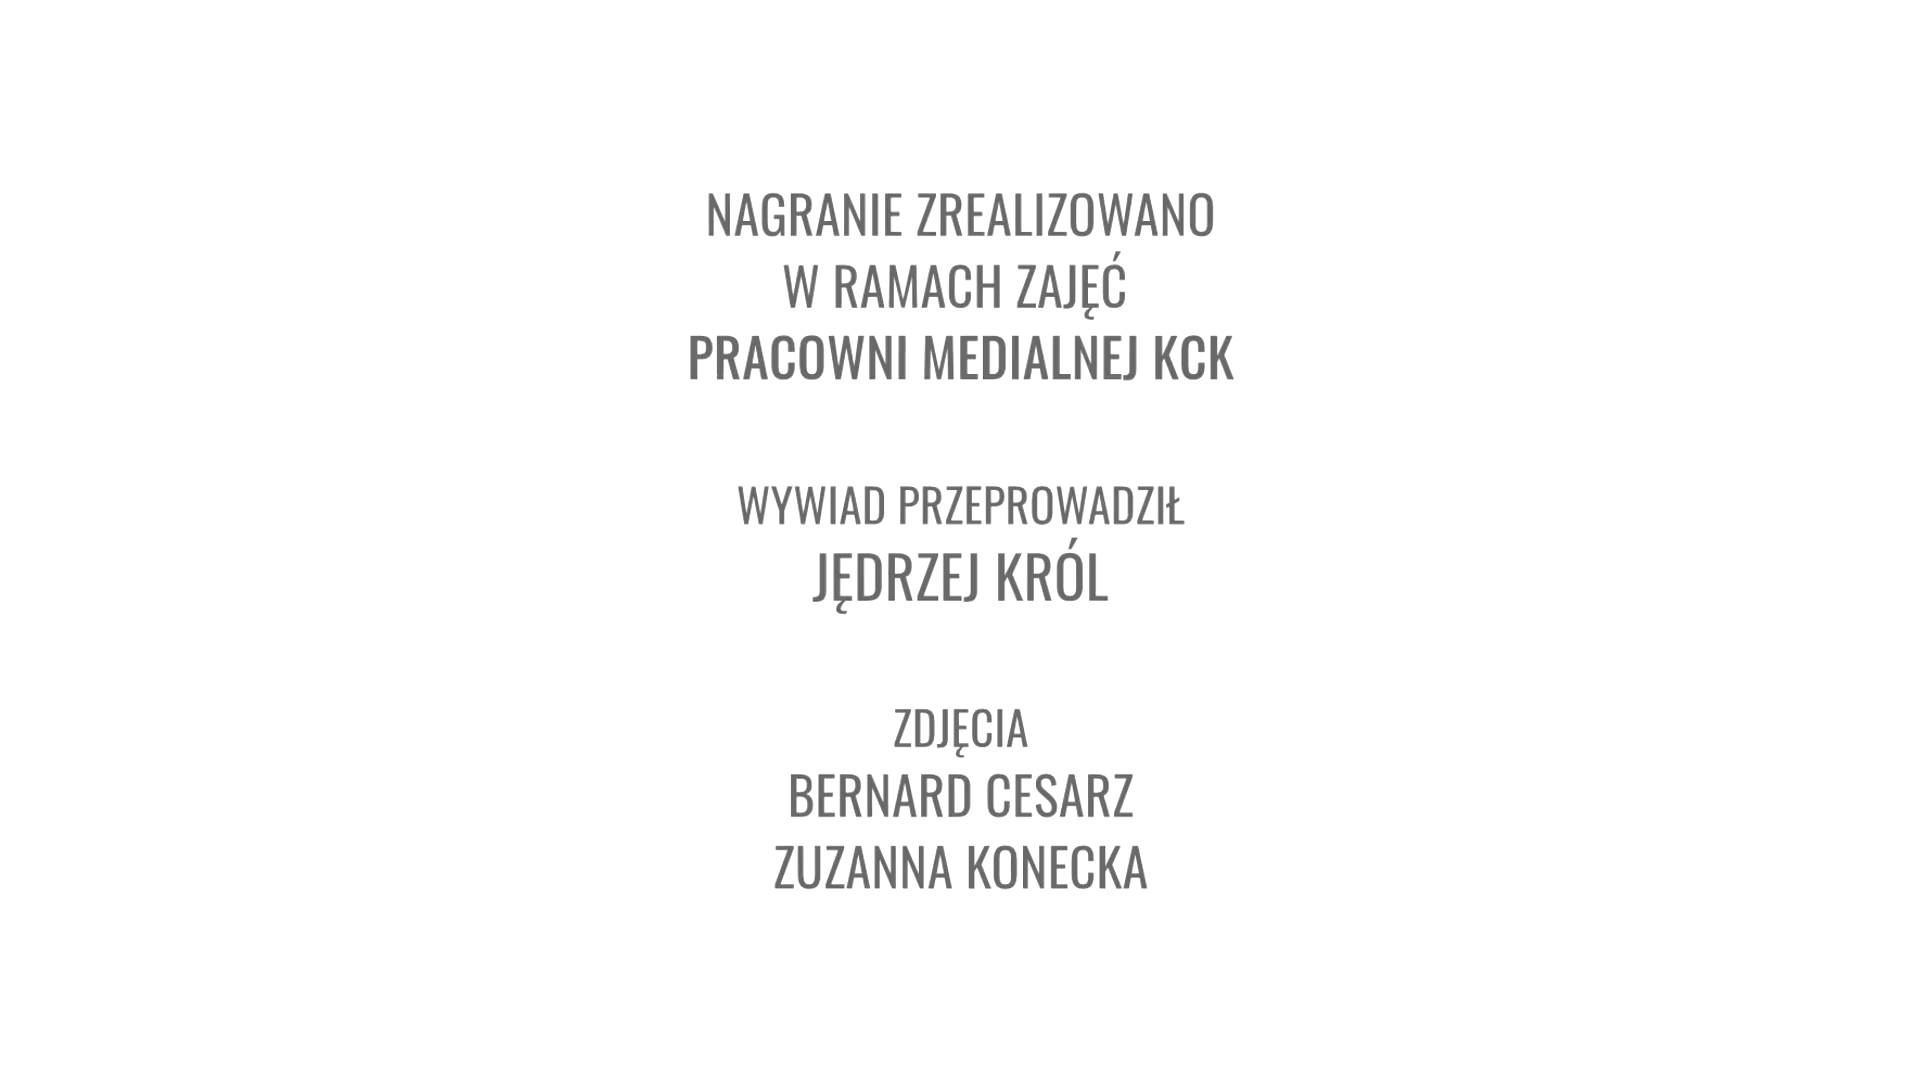 NAGRANIE ZREALIZOWANO
W RAMACH ZAJĘĆ
PRACOWNI MEDIALNEJ KCK
WYWIAD PRZEPROWADZIŁ
JĘDRZEJ KRÓL
ZDJĘCIA
BERNARD CESARZ
ZUZANNA KONECKA